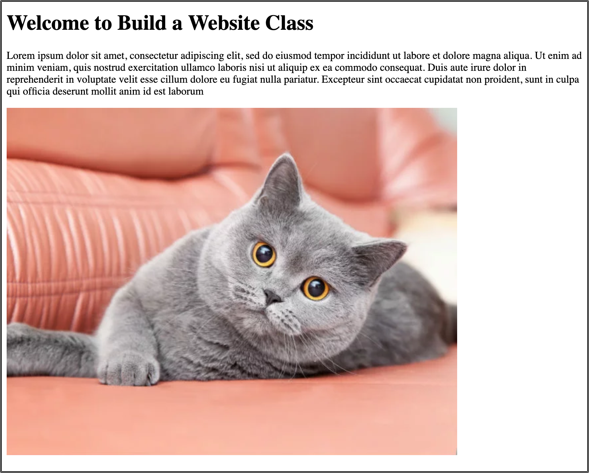 Welcome to Build a Website Class
Lorem ipsum dolor sit amet, consectetur adipiscing elit, sed do eiusmod tempor incididunt ut labore et dolore magna aliqua. Ut enim ad
minim veniam, quis nostrud exercitation ullamco laboris nisi ut aliquip ex ea commodo consequat. Duis aute irure dolor in
reprehenderit in voluptate velit esse cillum dolore eu fugiat nulla pariatur. Excepteur sint occaecat cupidatat non proident, sunt in culpa
qui officia deserunt mollit anim id est laborum